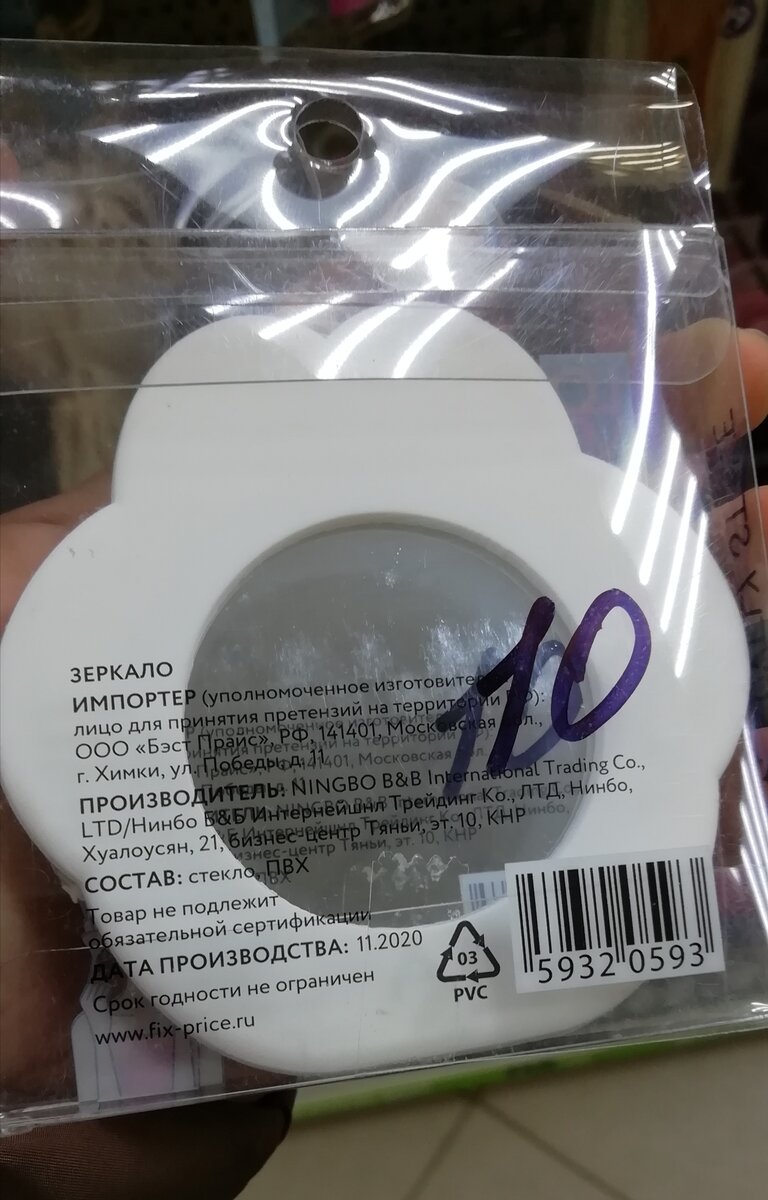 ЗЕРКАЛО
ИМПОРТЕР (уполномоченное изготовителем
лицо для принятия претензий на территории РФ):
ООО «Бэст Прайс», РФ, 141401, Московская обл.,
г. Химки, ул. Победы, д. 11
ПРОИЗВОДИТЕЛЬ: NINGBO B&B International Trading Co.,
LTD/Нинбо Б&Б Интернейшнл Трейдинг Ко., ЛТД, Нинбо,
Хуалоусян, 21, бизнес-центр Тяньи, эт. 10, КНР
СОСТАВ: стекло, ПВХ
Товар не подлежит
обязательной сертификации
ДАТА ПРОИЗВОДСТВА: 11.2020
Срок годности не ограничен
www.fix-price.ru
03
PVC
5932 0593